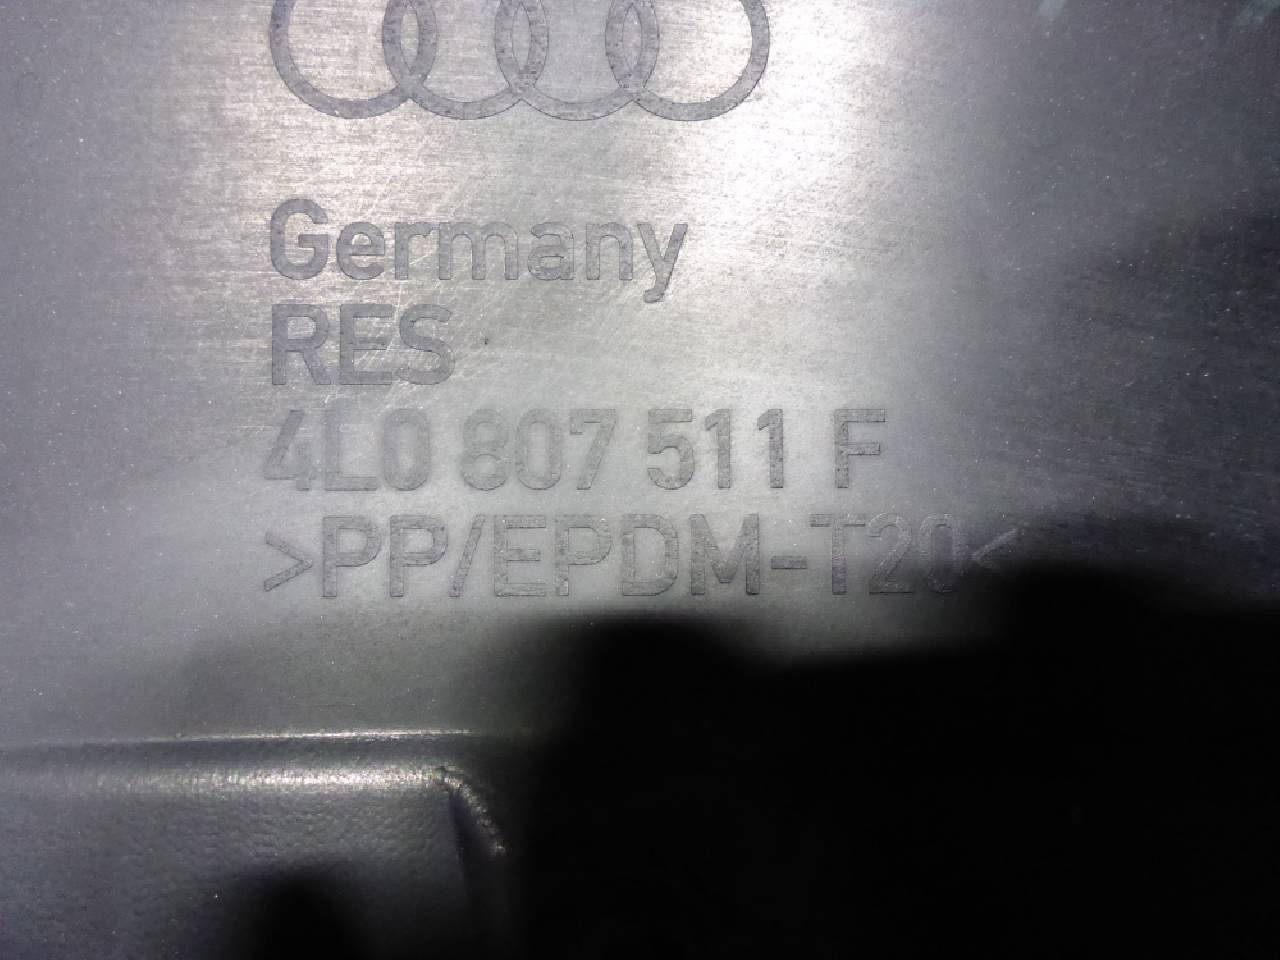 Germany
RES
4L0 807 511 F
>PP/EPDM-T20<